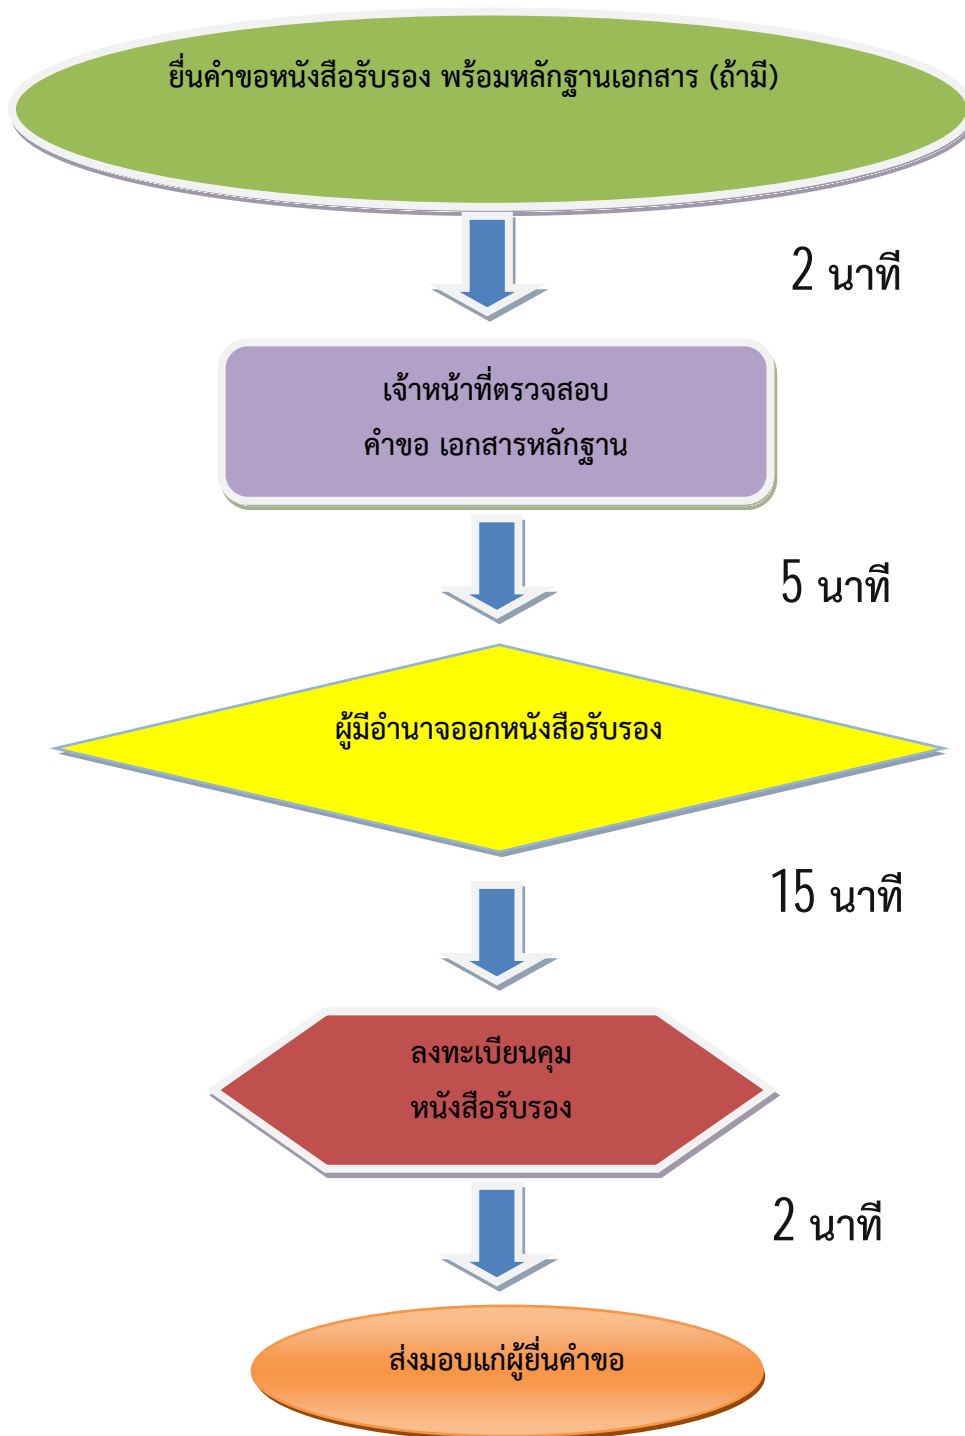 ยื่นคำขอหนังสือรับรอง พร้อมหลักฐานเอกสาร (ถ้ามี)
2 นาที
เจ้าหน้าที่ตรวจสอบ
คำขอ เอกสารหลักฐาน
5 นาที
ผู้มีอำนาจออกหนังสือรับรอง
15 นาที
ลงทะเบียนคุม
หนังสือรับรอง
2 นาที
ส่งมอบแก่ผู้ยื่นคำขอ